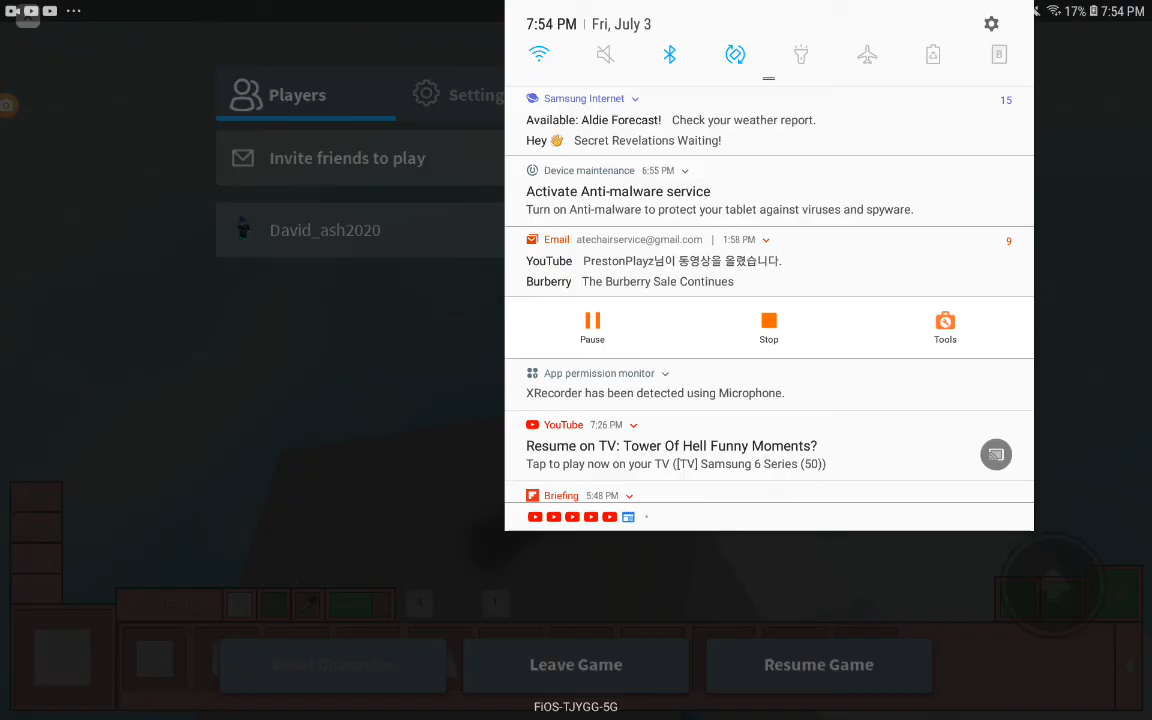 17% 7:54 PM
7:54 PM | Fri, July 3
B
Players
Setting
Invite friends to play
David_ash2020
Samsung Internet
15
Available: Aldie Forecast! Check your weather report.
Hey 👋 Secret Revelations Waiting!
Device maintenance 6:55 PM
Activate Anti-malware service
Turn on Anti-malware to protect your tablet against viruses and spyware.
Email atechairservice@gmail.com | 1:58 PM
9
YouTube PrestonPlayz님이 동영상을 올렸습니다.
Burberry The Burberry Sale Continues
Pause
Stop
Tools
App permission monitor
XRecorder has been detected using Microphone.
YouTube 7:26 PM
Resume on TV: Tower Of Hell Funny Moments?
Tap to play now on your TV ([TV] Samsung 6 Series (50))
Briefing 5:48 PM
Reset Character
Leave Game
Resume Game
FiOS-TJYGG-5G